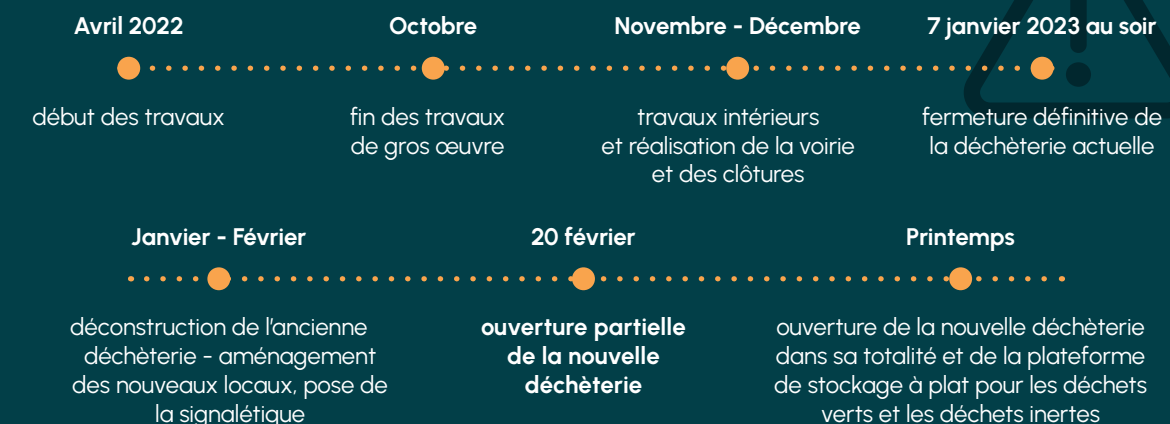 Avril 2022
début des travaux
Octobre
fin des travaux
de gros œuvre
Novembre - Décembre
travaux intérieurs
et réalisation de la voirie
et des clôtures
7 janvier 2023 au soir
fermeture définitive de
la déchèterie actuelle
Janvier - Février
déconstruction de l'ancienne
déchèterie - aménagement
des nouveaux locaux, pose de
la signalétique
20 février
ouverture partielle
de la nouvelle
déchèterie
Printemps
ouverture de la nouvelle déchèterie
dans sa totalité et de la plateforme
de stockage à plat pour les déchets
verts et les déchets inertes